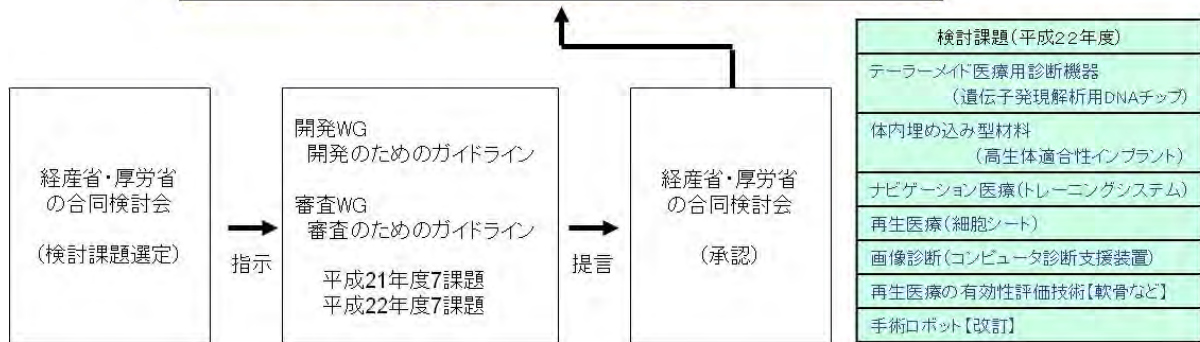 経産省・厚労省
の合同検討会
(検討課題選定)
指示
開発WG
開発のためのガイドライン
審査WG
審査のためのガイドライン
平成21年度7課題
平成22年度7課題
提言
経産省・厚労省
の合同検討会
(承認)
検討課題(平成22年度)
テーラーメイド医療用診断機器
(遺伝子発現解析用DNAチップ)
体内埋め込み型材料
(高生体適合性インプラント)
ナビゲーション医療(トレーニングシステム)
再生医療(細胞シート)
画像診断(コンピュータ診断支援装置)
再生医療の有効性評価技術【軟骨など】
手術ロボット【改訂】